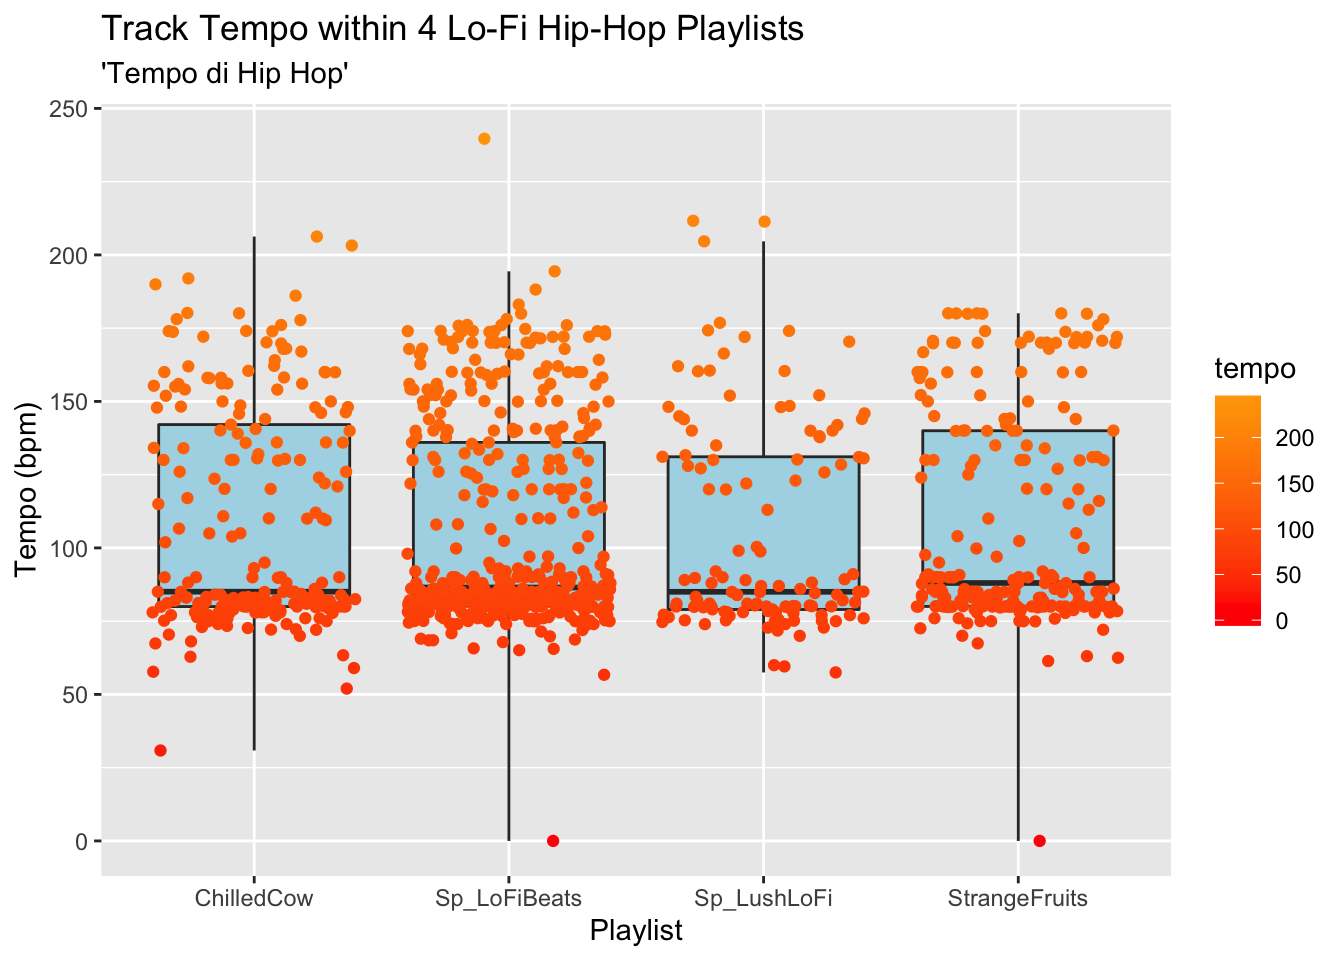 Track Tempo within 4 Lo-Fi Hip-Hop Playlists
'Tempo di Hip Hop'
Tempo (bpm)
250
200
150
100
50
0
ChilledCow
Sp_LoFiBeats
Sp_LushLoFi
StrangeFruits
Playlist
tempo
200
150
100
50
0